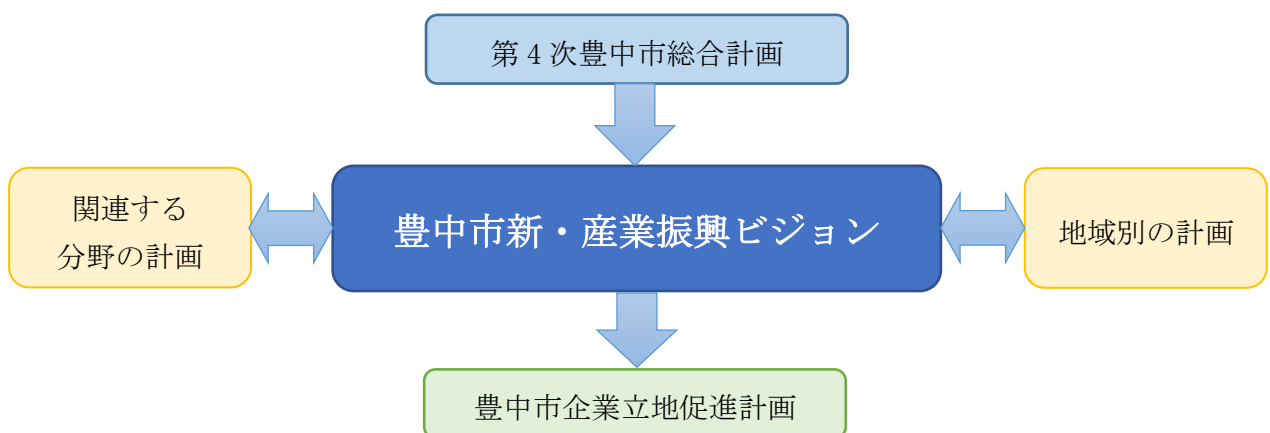 第４次豊中市総合計画
関連する
分野の計画
豊中市新・産業振興ビジョン
地域別の計画
豊中市企業立地促進計画